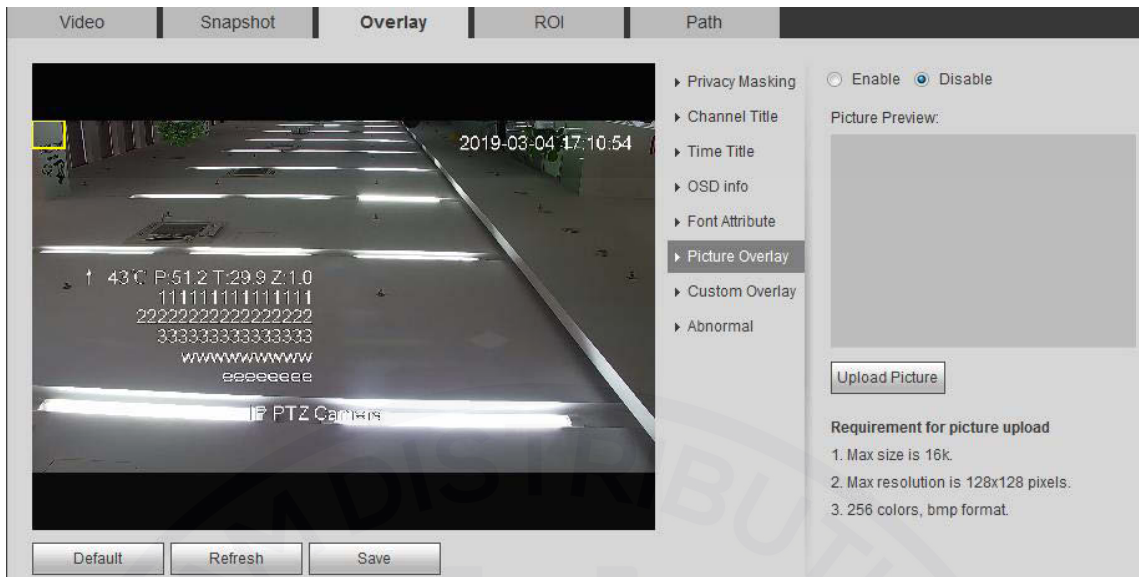 Video Snapshot Overlay ROI Path
2019-03-04 17:10:54
43℃ P:51.2 T:29.9 Z:1.0
111111111111111
22222222222222222
333333333333333
wwwwwwwwww
eeeeeeee
IP PTZ Camera
Default Refresh Save
Privacy Masking
Channel Title
Time Title
OSD info
Font Attribute
Picture Overlay
Custom Overlay
Abnormal
Enable Disable
Picture Preview:
Upload Picture
Requirement for picture upload
1. Max size is 16k.
2. Max resolution is 128x128 pixels.
3. 256 colors, bmp format.